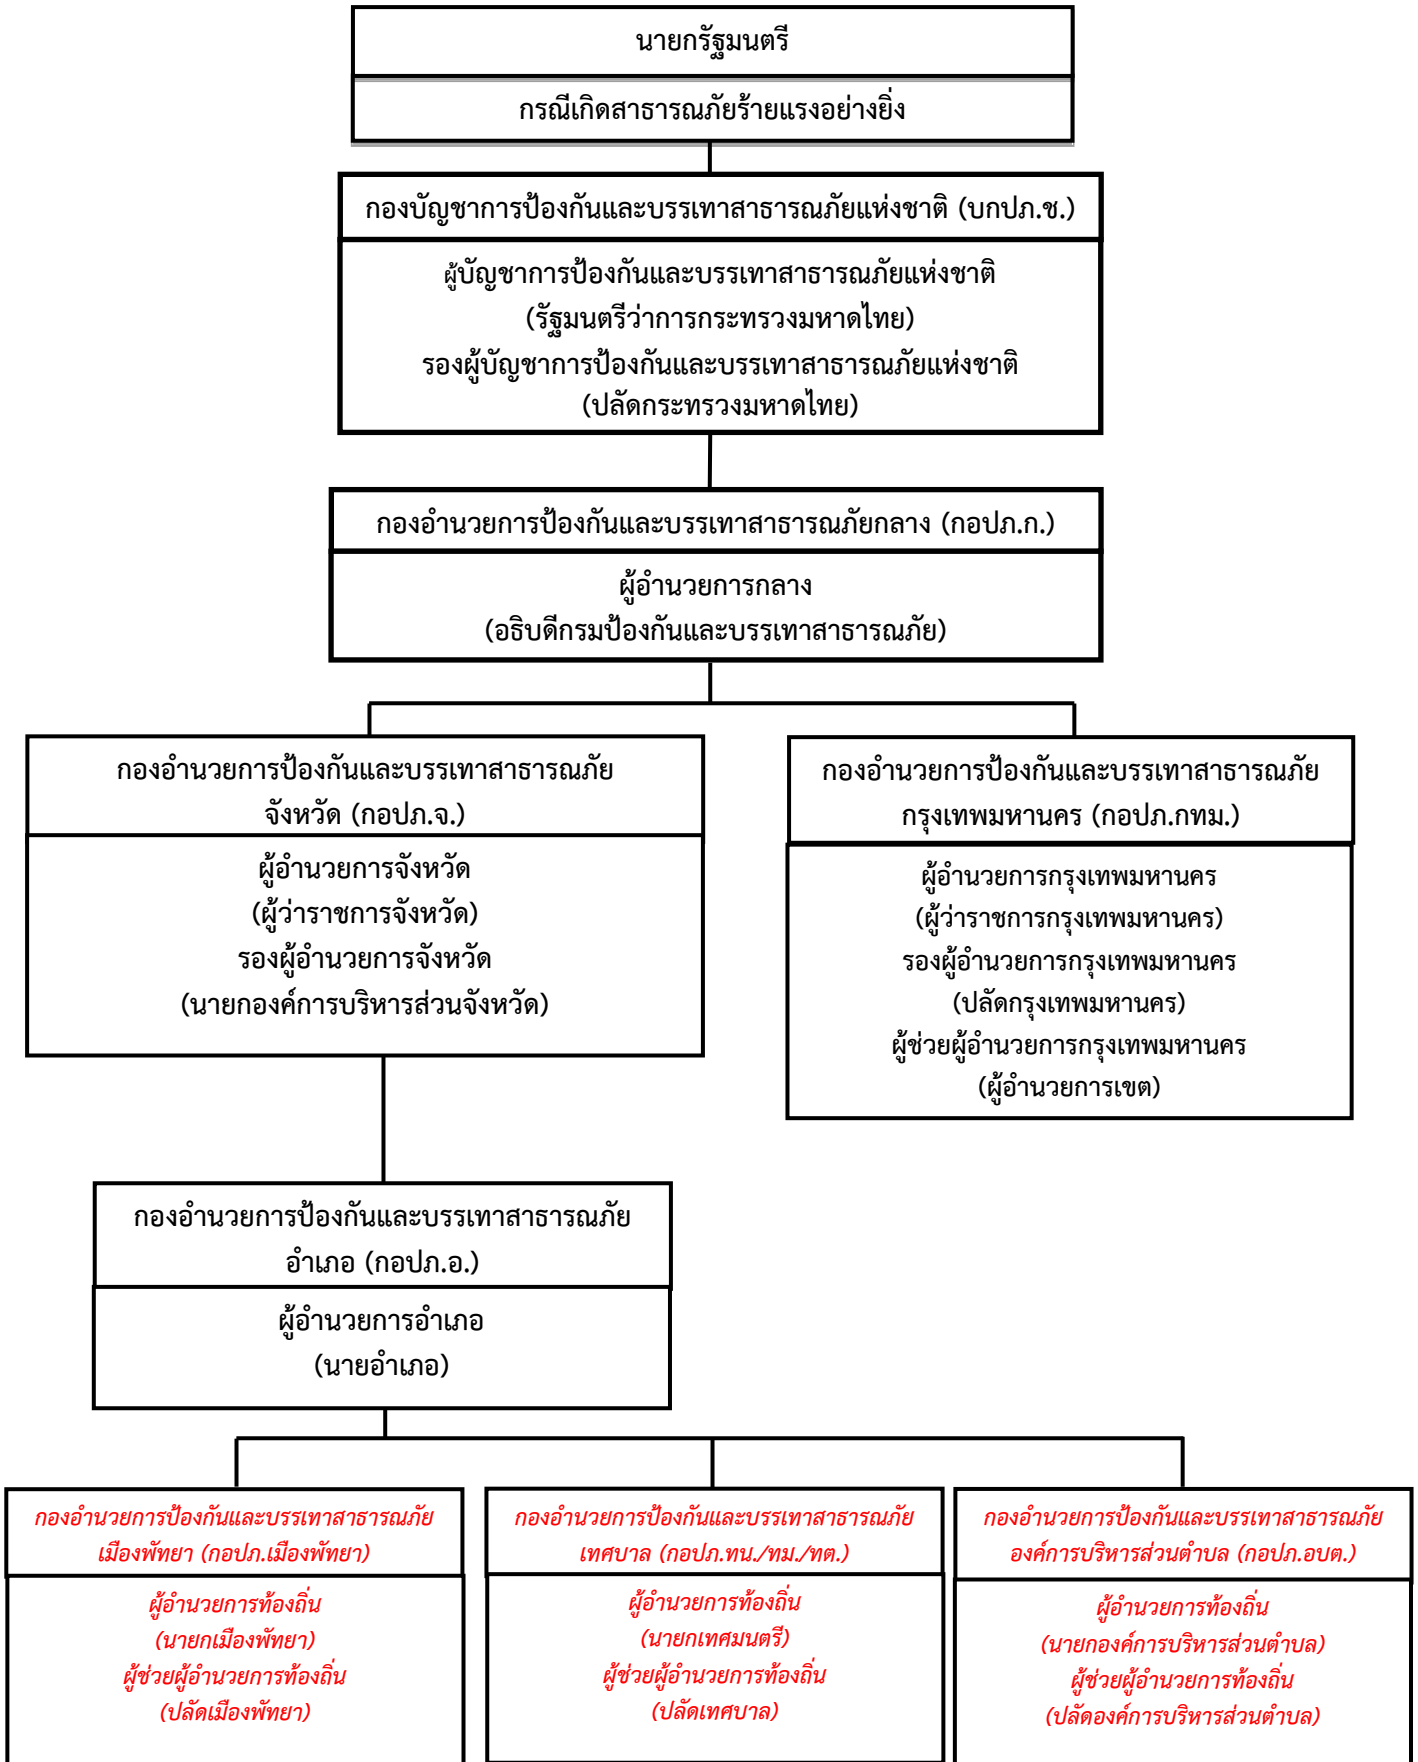 นายกรัฐมนตรี
กรณีเกิดสาธารณภัยร้ายแรงอย่างยิ่ง
กองบัญชาการป้องกันและบรรเทาสาธารณภัยแห่งชาติ (บกปภ.ช.)
ผู้บัญชาการป้องกันและบรรเทาสาธารณภัยแห่งชาติ
(รัฐมนตรีว่าการกระทรวงมหาดไทย)
รองผู้บัญชาการป้องกันและบรรเทาสาธารณภัยแห่งชาติ
(ปลัดกระทรวงมหาดไทย)
กองอำนวยการป้องกันและบรรเทาสาธารณภัยกลาง (กอปภ.ก.)
ผู้อำนวยการกลาง
(อธิบดีกรมป้องกันและบรรเทาสาธารณภัย)
กองอำนวยการป้องกันและบรรเทาสาธารณภัย
จังหวัด (กอปภ.จ.)
ผู้อำนวยการจังหวัด
(ผู้ว่าราชการจังหวัด)
รองผู้อำนวยการจังหวัด
(นายกองค์การบริหารส่วนจังหวัด)
กองอำนวยการป้องกันและบรรเทาสาธารณภัย
กรุงเทพมหานคร (กอปภ.กทม.)
ผู้อำนวยการกรุงเทพมหานคร
(ผู้ว่าราชการกรุงเทพมหานคร)
รองผู้อำนวยการกรุงเทพมหานคร
(ปลัดกรุงเทพมหานคร)
ผู้ช่วยผู้อำนวยการกรุงเทพมหานคร
(ผู้อำนวยการเขต)
กองอำนวยการป้องกันและบรรเทาสาธารณภัย
อำเภอ (กอปภ.อ.)
ผู้อำนวยการอำเภอ
(นายอำเภอ)
กองอำนวยการป้องกันและบรรเทาสาธารณภัย
เมืองพัทยา (กอปภ.เมืองพัทยา)
ผู้อำนวยการท้องถิ่น
(นายกเมืองพัทยา)
ผู้ช่วยผู้อำนวยการท้องถิ่น
(ปลัดเมืองพัทยา)
กองอำนวยการป้องกันและบรรเทาสาธารณภัย
เทศบาล (กอปภ.ทน./ทม./ทต.)
ผู้อำนวยการท้องถิ่น
(นายกเทศมนตรี)
ผู้ช่วยผู้อำนวยการท้องถิ่น
(ปลัดเทศบาล)
กองอำนวยการป้องกันและบรรเทาสาธารณภัย
องค์การบริหารส่วนตำบล (กอปภ.อบต.)
ผู้อำนวยการท้องถิ่น
(นายกองค์การบริหารส่วนตำบล)
ผู้ช่วยผู้อำนวยการท้องถิ่น
(ปลัดองค์การบริหารส่วนตำบล)